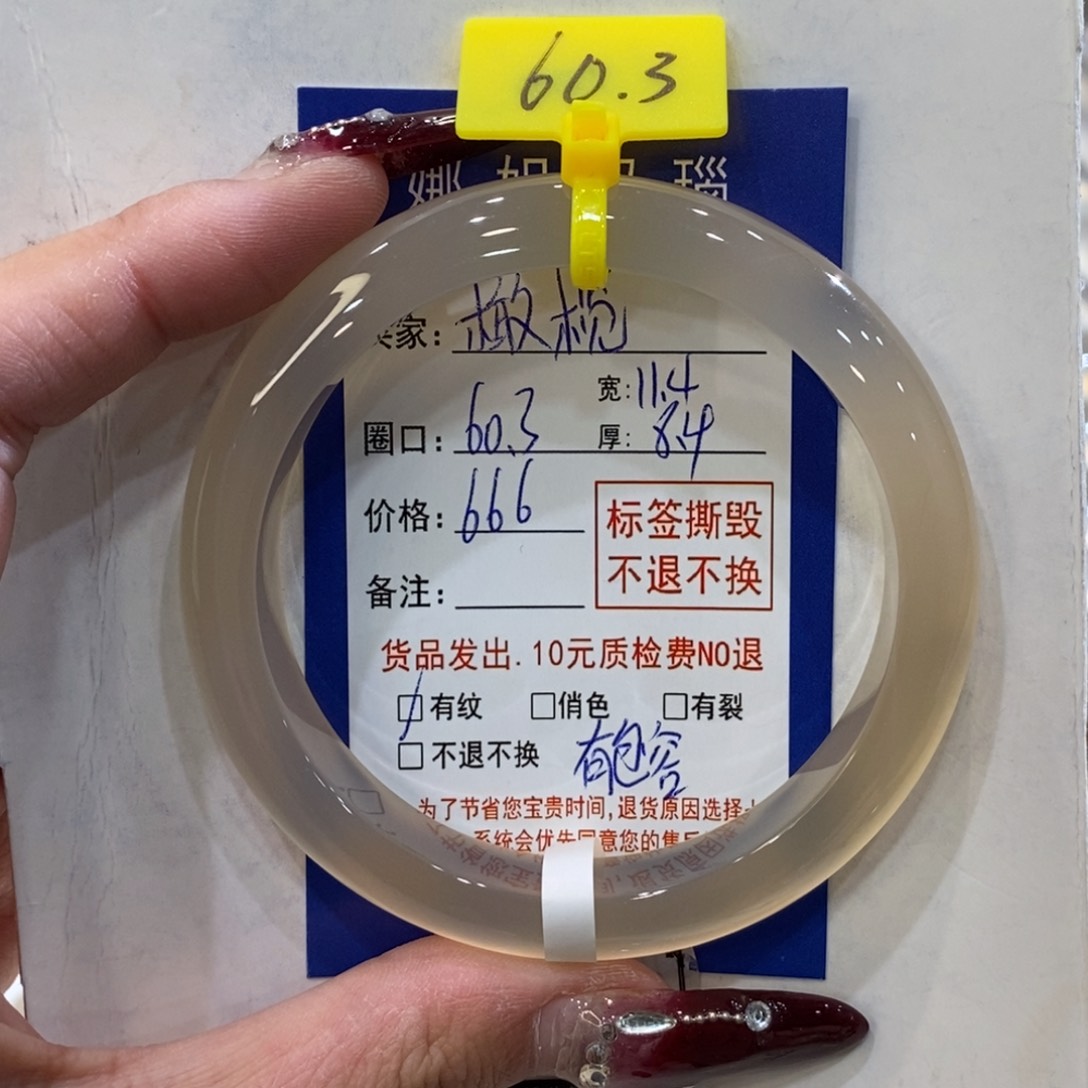 60.3
娜 瑙
家: 橄榄
宽: 11.4
圈口: 60.3 厚: 8.4
价格: 666
标签撕毁
不退不换
备注:
货品发出.10元质检费NO退
□有纹 □俏色 □有裂
□不退不换 有包容
为了节省您宝贵时间,退货原因选择
系统会优先同意您的售后